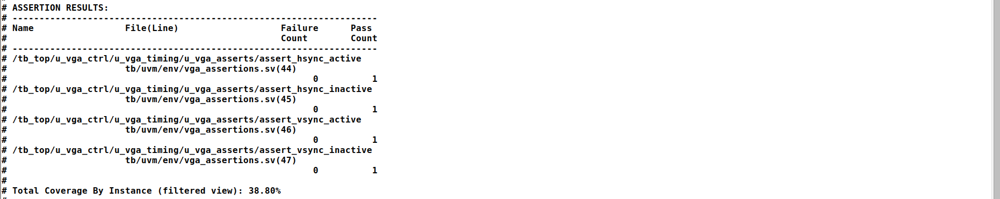 # ASSERTION RESULTS:
# --------------------------------------------------------------------
# Name                 File(Line)                   Failure      Pass
#                                                   Count        Count
# --------------------------------------------------------------------
# /tb_top/u_vga_ctrl/u_vga_timing/u_vga_asserts/assert_hsync_active
#                      tb/uvm/env/vga_assertions.sv(44)
#                                                         0          1
# /tb_top/u_vga_ctrl/u_vga_timing/u_vga_asserts/assert_hsync_inactive
#                      tb/uvm/env/vga_assertions.sv(45)
#                                                         0          1
# /tb_top/u_vga_ctrl/u_vga_timing/u_vga_asserts/assert_vsync_active
#                      tb/uvm/env/vga_assertions.sv(46)
#                                                         0          1
# /tb_top/u_vga_ctrl/u_vga_timing/u_vga_asserts/assert_vsync_inactive
#                      tb/uvm/env/vga_assertions.sv(47)
#                                                         0          1
#
# Total Coverage By Instance (filtered view): 38.80%